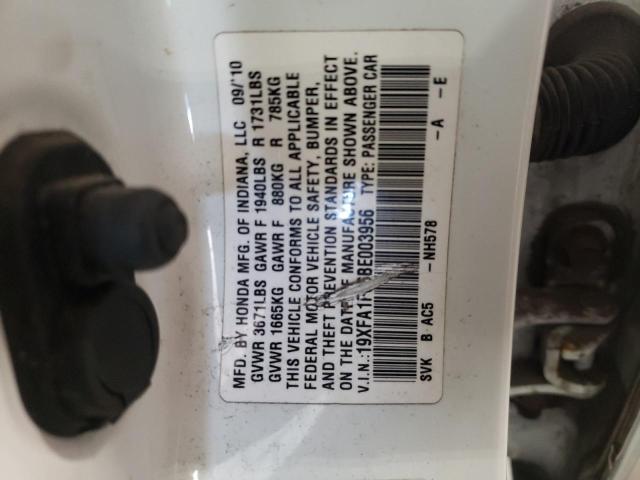 MFD. BY HONDA MFG. OF INDIANA, LLC 09/'10
GVWR 3671LBS GAWR F 1940LBS R 1731LBS
GVWR 1665KG GAWR F 880KG R 785KG
THIS VEHICLE CONFORMS TO ALL APPLICABLE
FEDERAL MOTOR VEHICLE SAFETY, BUMPER,
AND THEFT PREVENTION STANDARDS IN EFFECT
ON THE DATE OF MANUFACTURE SHOWN ABOVE.
V.I.N.: TYPE: PASSENGER CAR
SVK B AC5 -NH578 -A -E